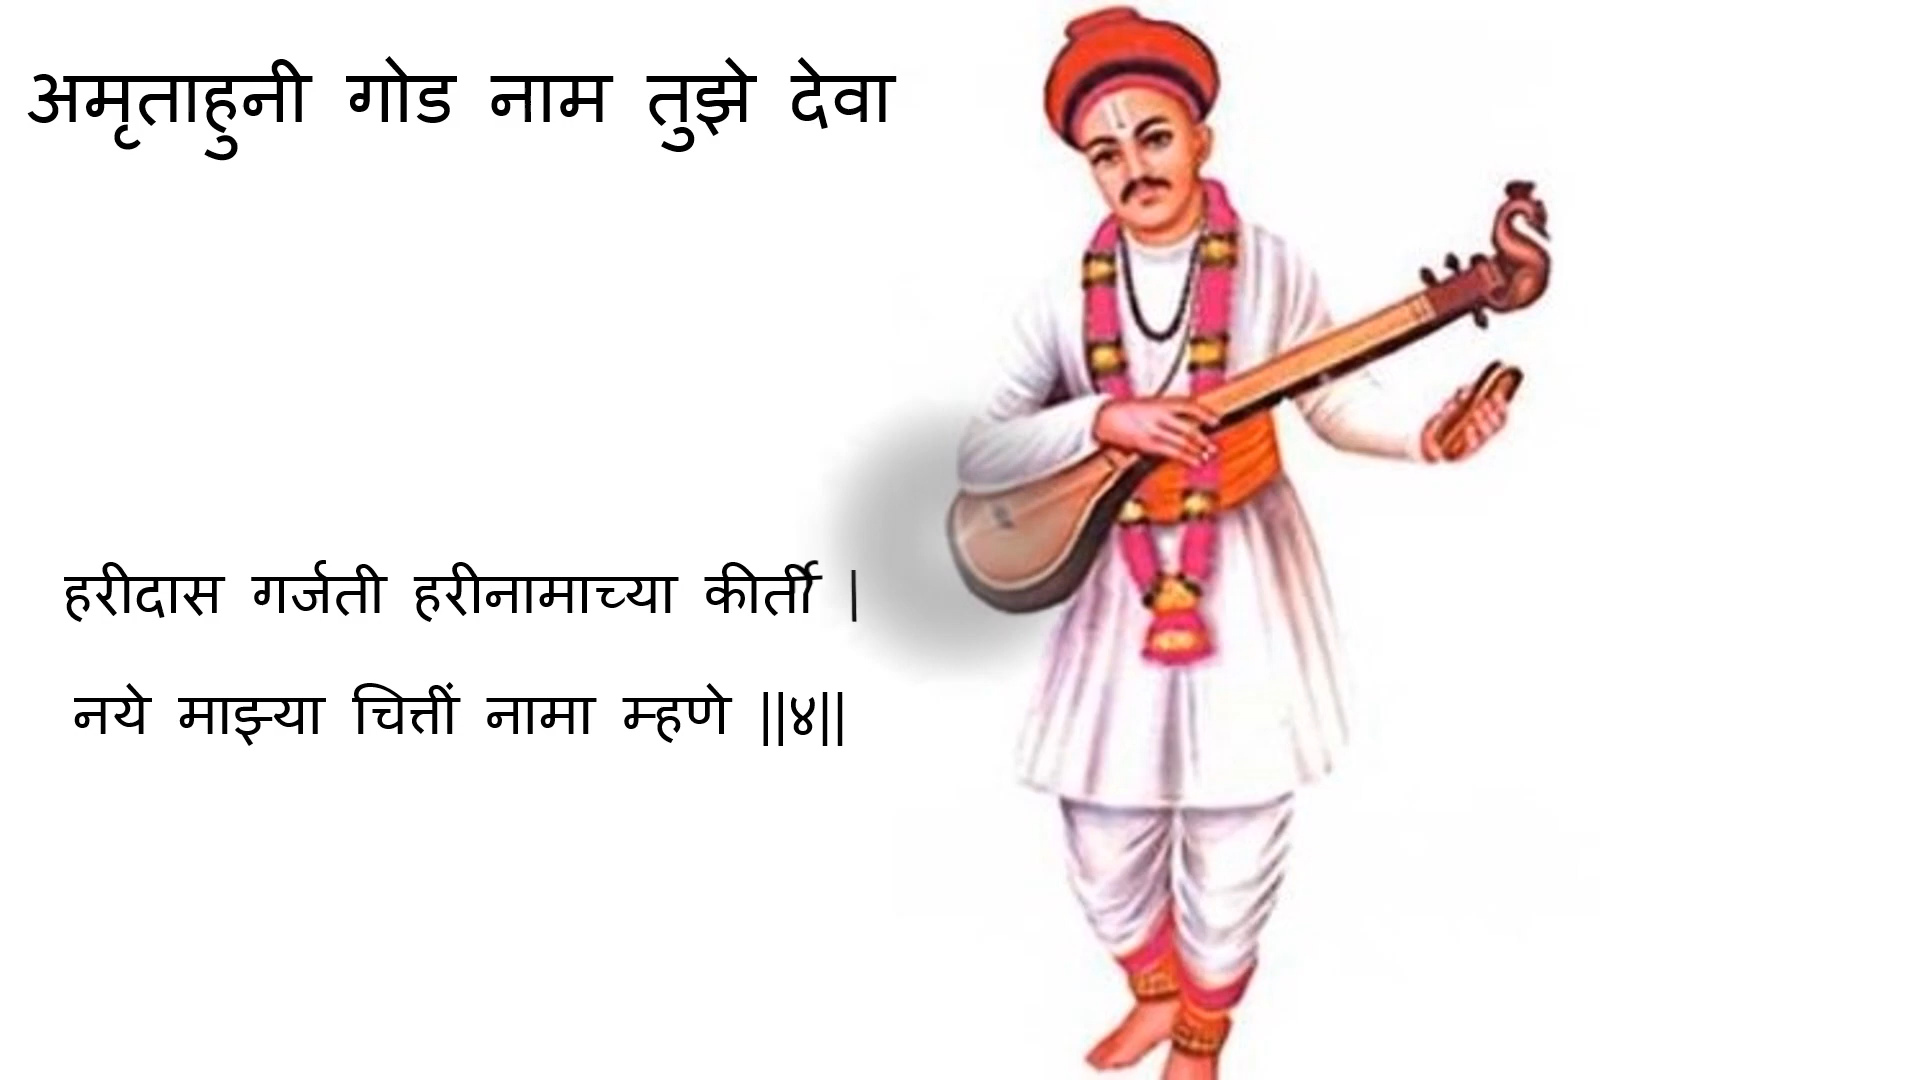 अमृताहुनी गोड नाम तुझे देवा
हरीदास गर्जती हरीनामाच्या कीर्ती |
नये माझ्या चित्तीं नामा म्हणे ||४||